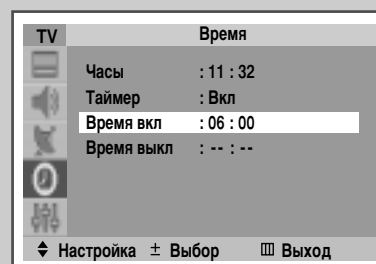 TV Время
Часы : 11 : 32
Таймер : Вкл
Время вкл : 06 : 00
Время выкл : -- : --
Настройка ± Выбор Выход